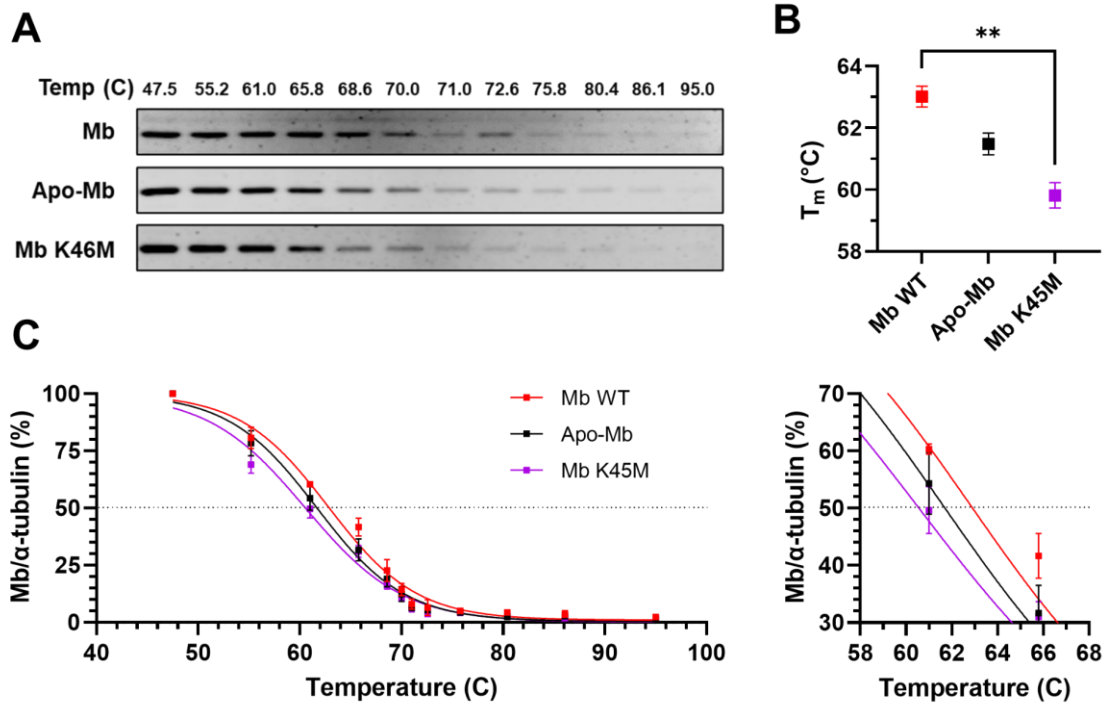 A
Temp (C) 47.5 55.2 61.0 65.8 68.6 70.0 71.0 72.6 75.8 80.4 86.1 95.0
Mb
Apo-Mb
Mb K46M
B
**
64
62
60
58
Tm (°C)
Mb WT
Apo-Mb
Mb K45M
C
100
75
50
25
0
Mb/α-tubulin (%)
40 50 60 70 80 90 100
Temperature (C)
Mb WT
Apo-Mb
Mb K45M
70
60
50
40
30
Mb/α-tubulin (%)
58 60 62 64 66 68
Temperature (C)